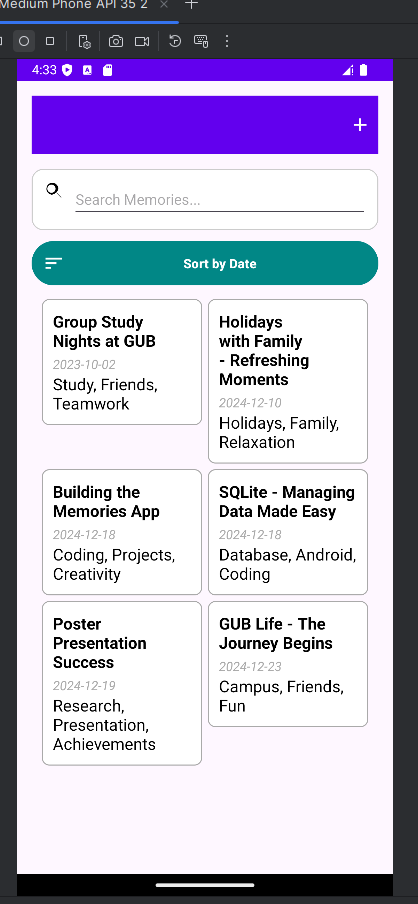 Medium Phone API 35 2
4:33
Search Memories...
Sort by Date
Group Study
Nights at GUB
2023-10-02
Study, Friends,
Teamwork
Holidays
with Family
- Refreshing
Moments
2024-12-10
Holidays, Family,
Relaxation
Building the
Memories App
2024-12-18
Coding, Projects,
Creativity
SQLite - Managing
Data Made Easy
2024-12-18
Database, Android,
Coding
Poster
Presentation
Success
2024-12-19
Research,
Presentation,
Achievements
GUB Life - The
Journey Begins
2024-12-23
Campus, Friends,
Fun